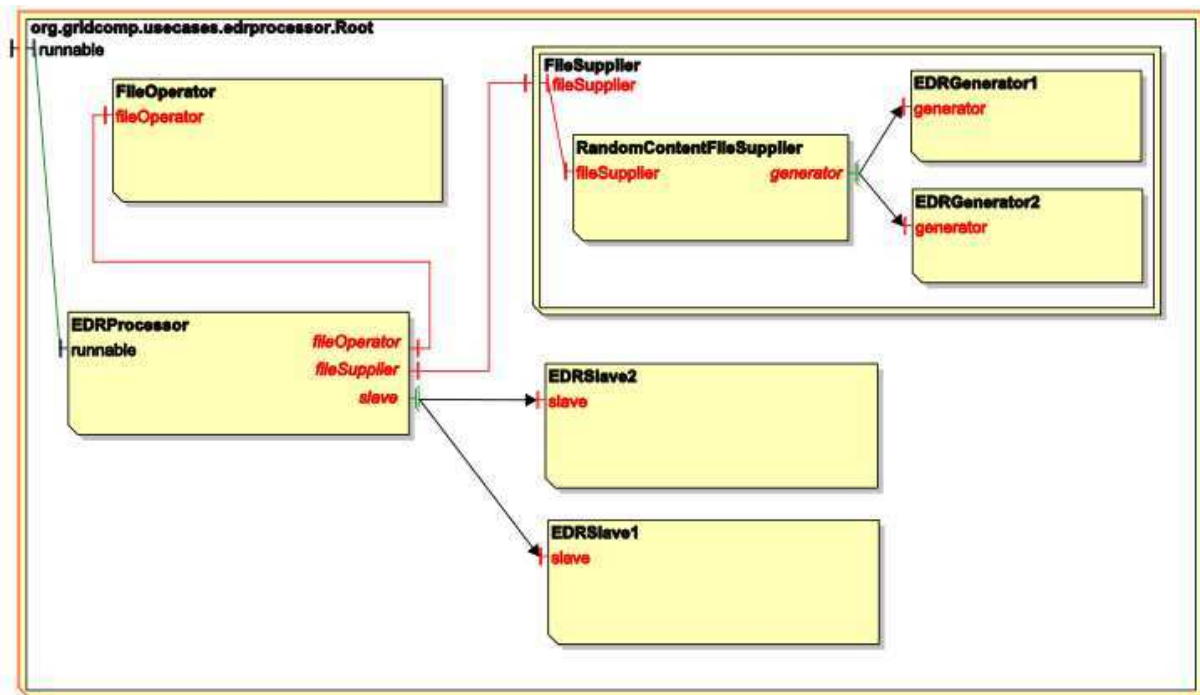 org.gridcomp.usecases.edrprocessor.Root
runnable
FileOperator
fileOperator
FileSupplier
fileSupplier
RandomContentFileSupplier
fileSupplier generator
EDRGenerator1
generator
EDRGenerator2
generator
EDRProcessor
runnable
fileOperator
fileSupplier
slave
EDRSlave2
slave
EDRSlave1
slave